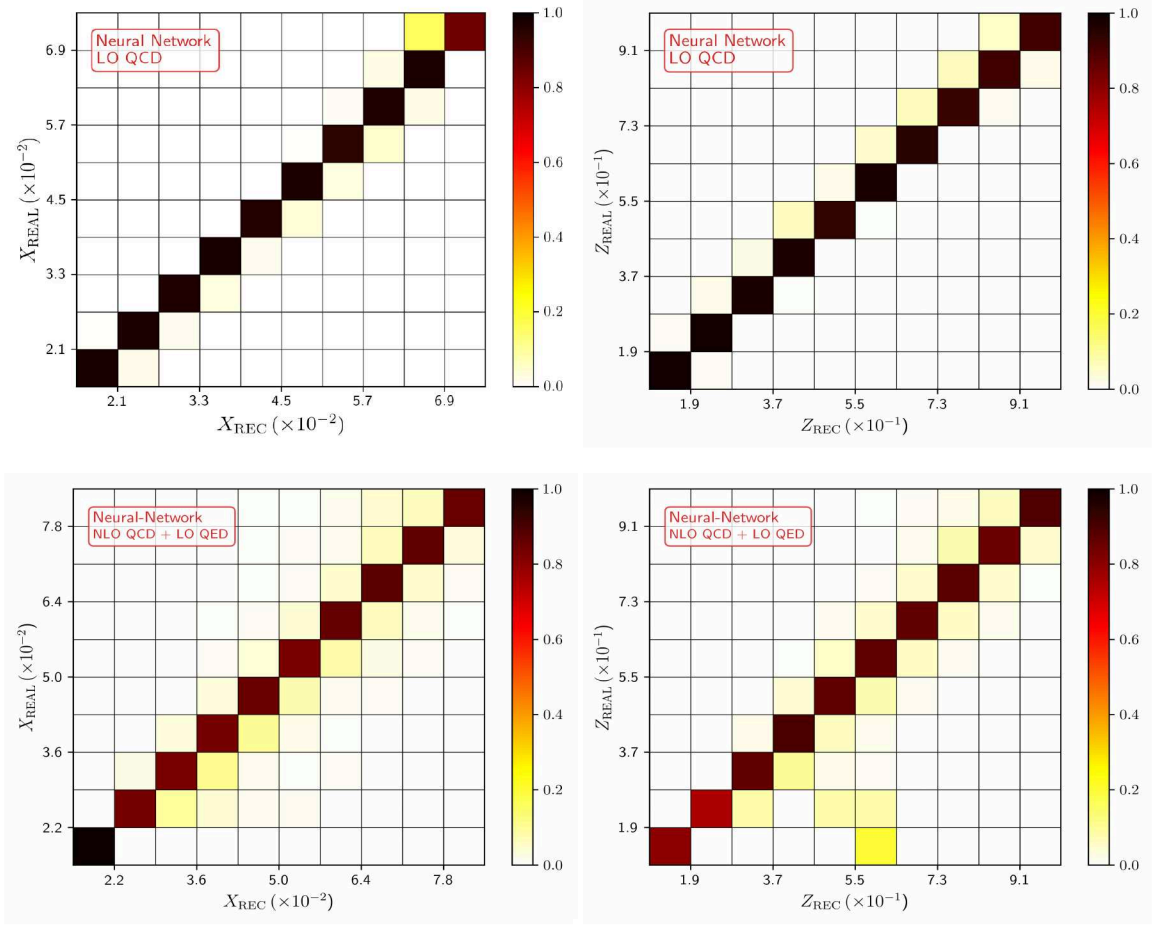 Neural Network
LO QCD
X_REAL (×10⁻²)
6.9
5.7
4.5
3.3
2.1
2.1 3.3 4.5 5.7 6.9
X_REC (×10⁻²)
1.0
0.8
0.6
0.4
0.2
0.0
Neural Network
LO QCD
Z_REAL (×10⁻¹)
9.1
7.3
5.5
3.7
1.9
1.9 3.7 5.5 7.3 9.1
Z_REC (×10⁻¹)
1.0
0.8
0.6
0.4
0.2
0.0
Neural-Network
NLO QCD + LO QED
X_REAL (×10⁻²)
7.8
6.4
5.0
3.6
2.2
2.2 3.6 5.0 6.4 7.8
X_REC (×10⁻²)
1.0
0.8
0.6
0.4
0.2
0.0
Neural-Network
NLO QCD + LO QED
Z_REAL (×10⁻¹)
9.1
7.3
5.5
3.7
1.9
1.9 3.7 5.5 7.3 9.1
Z_REC (×10⁻¹)
1.0
0.8
0.6
0.4
0.2
0.0